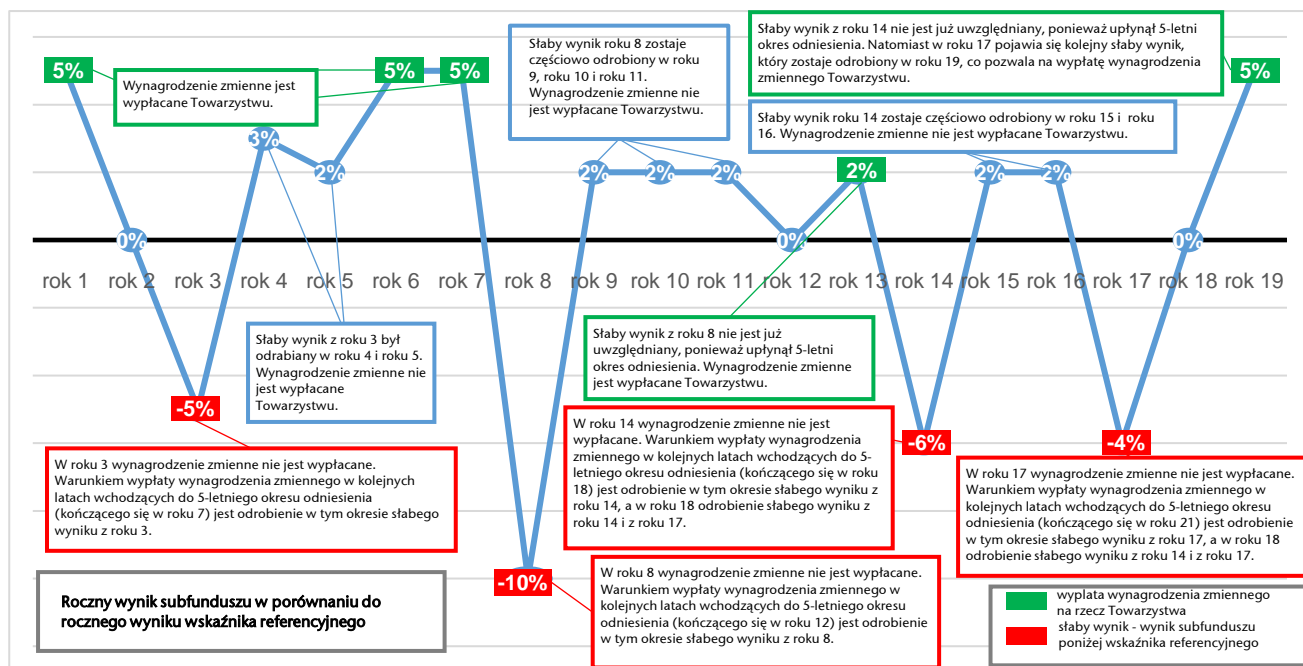 Słaby wynik z roku 14 nie jest już uwzględniany, ponieważ upłynął 5-letni
okres odniesienia. Natomiast w roku 17 pojawia się kolejny słaby wynik,
który zostaje odrobiony w roku 19, co pozwala na wypłatę wynagrodzenia
zmiennego Towarzystwu.
Słaby wynik roku 8 zostaje
częściowo odrobiony w roku
9, roku 10 i roku 11.
Wynagrodzenie zmienne nie
jest wypłacane Towarzystwu.
Wynagrodzenie zmienne jest
wypłacane Towarzystwu.
Słaby wynik roku 14 zostaje częściowo odrobiony w roku 15 i roku
16. Wynagrodzenie zmienne nie jest wypłacane Towarzystwu.
5%
0%
-5%
3%
2%
5%
5%
-10%
2%
2%
2%
0%
2%
-6%
2%
2%
-4%
0%
5%
rok 1 rok 2 rok 3 rok 4 rok 5 rok 6 rok 7 rok 8 rok 9 rok 10 rok 11 rok 12 rok 13 rok 14 rok 15 rok 16 rok 17 rok 18 rok 19
Słaby wynik z roku 3 był
odrabiany w roku 4 i roku 5.
Wynagrodzenie zmienne nie
jest wypłacane
Towarzystwu.
Słaby wynik z roku 8 nie jest już
uwzględniany, ponieważ upłynął 5-letni
okres odniesienia. Wynagrodzenie zmienne
jest wypłacane Towarzystwu.
W roku 3 wynagrodzenie zmienne nie jest wypłacane.
Warunkiem wypłaty wynagrodzenia zmiennego w kolejnych
latach wchodzących do 5-letniego okresu odniesienia
(kończącego się w roku 7) jest odrobienie w tym okresie słabego
wyniku z roku 3.
W roku 14 wynagrodzenie zmienne nie jest
wypłacane. Warunkiem wypłaty wynagrodzenia
zmiennego w kolejnych latach wchodzących do 5-
letniego okresu odniesienia (kończącego się w roku
18) jest odrobienie w tym okresie słabego wyniku z
roku 14, a w roku 18 odrobienie słabego wyniku z
roku 14 i z roku 17.
W roku 17 wynagrodzenie zmienne nie jest wypłacane.
Warunkiem wypłaty wynagrodzenia zmiennego w
kolejnych latach wchodzących do 5-letniego okresu
odniesienia (kończącego się w roku 21) jest odrobienie
w tym okresie słabego wyniku z roku 17, a w roku 18
odrobienie słabego wyniku z roku 14 i z roku 17.
W roku 8 wynagrodzenie zmienne nie jest wypłacane.
Warunkiem wypłaty wynagrodzenia zmiennego w
kolejnych latach wchodzących do 5-letniego okresu
odniesienia (kończącego się w roku 12) jest odrobienie
w tym okresie słabego wyniku z roku 8.
Roczny wynik subfunduszu w porównaniu do
rocznego wyniku wskaźnika referencyjnego
wyplata wynagrodzenia zmiennego
na rzecz Towarzystwa
słaby wynik - wynik subfunduszu
poniżej wskaźnika referencyjnego